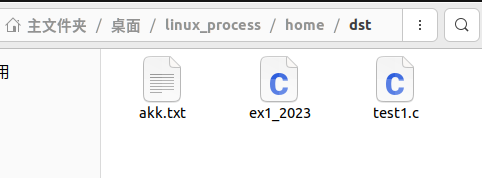 主文件夹 / 桌面 / linux_process / home / dst
用
akk.txt ex1_2023 test1.c